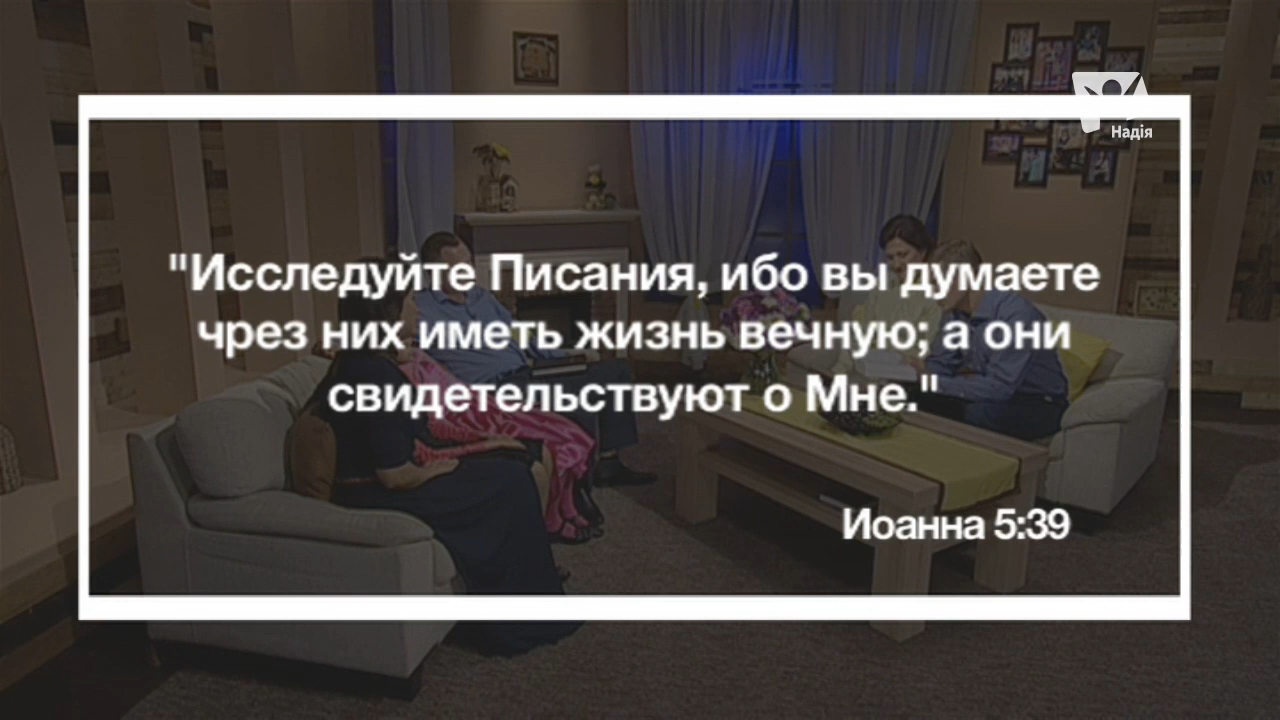 Надія
"Исследуйте Писания, ибо вы думаете
чрез них иметь жизнь вечную; а они
свидетельствуют о Мне."
Иоанна 5:39